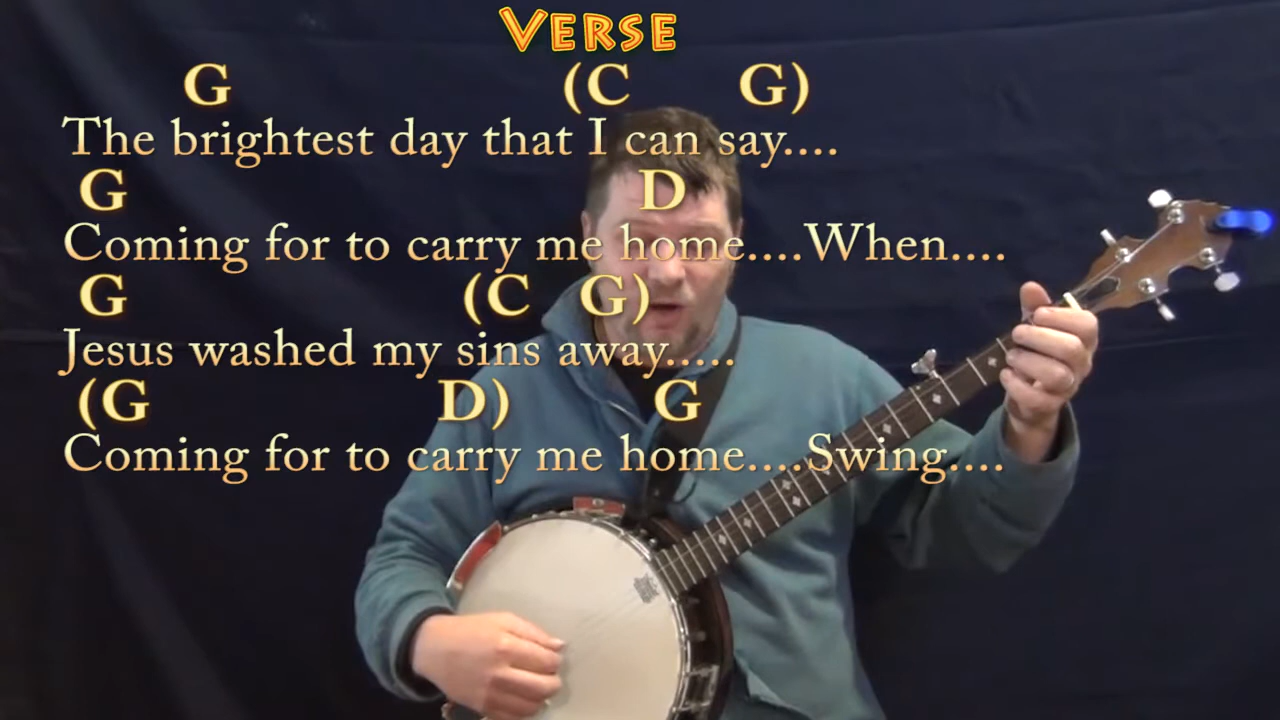 VERSE
G (C G)
The brightest day that I can say....
G D
Coming for to carry me home....When....
G (C G)
Jesus washed my sins away.....
(G D) G
Coming for to carry me home....Swing....